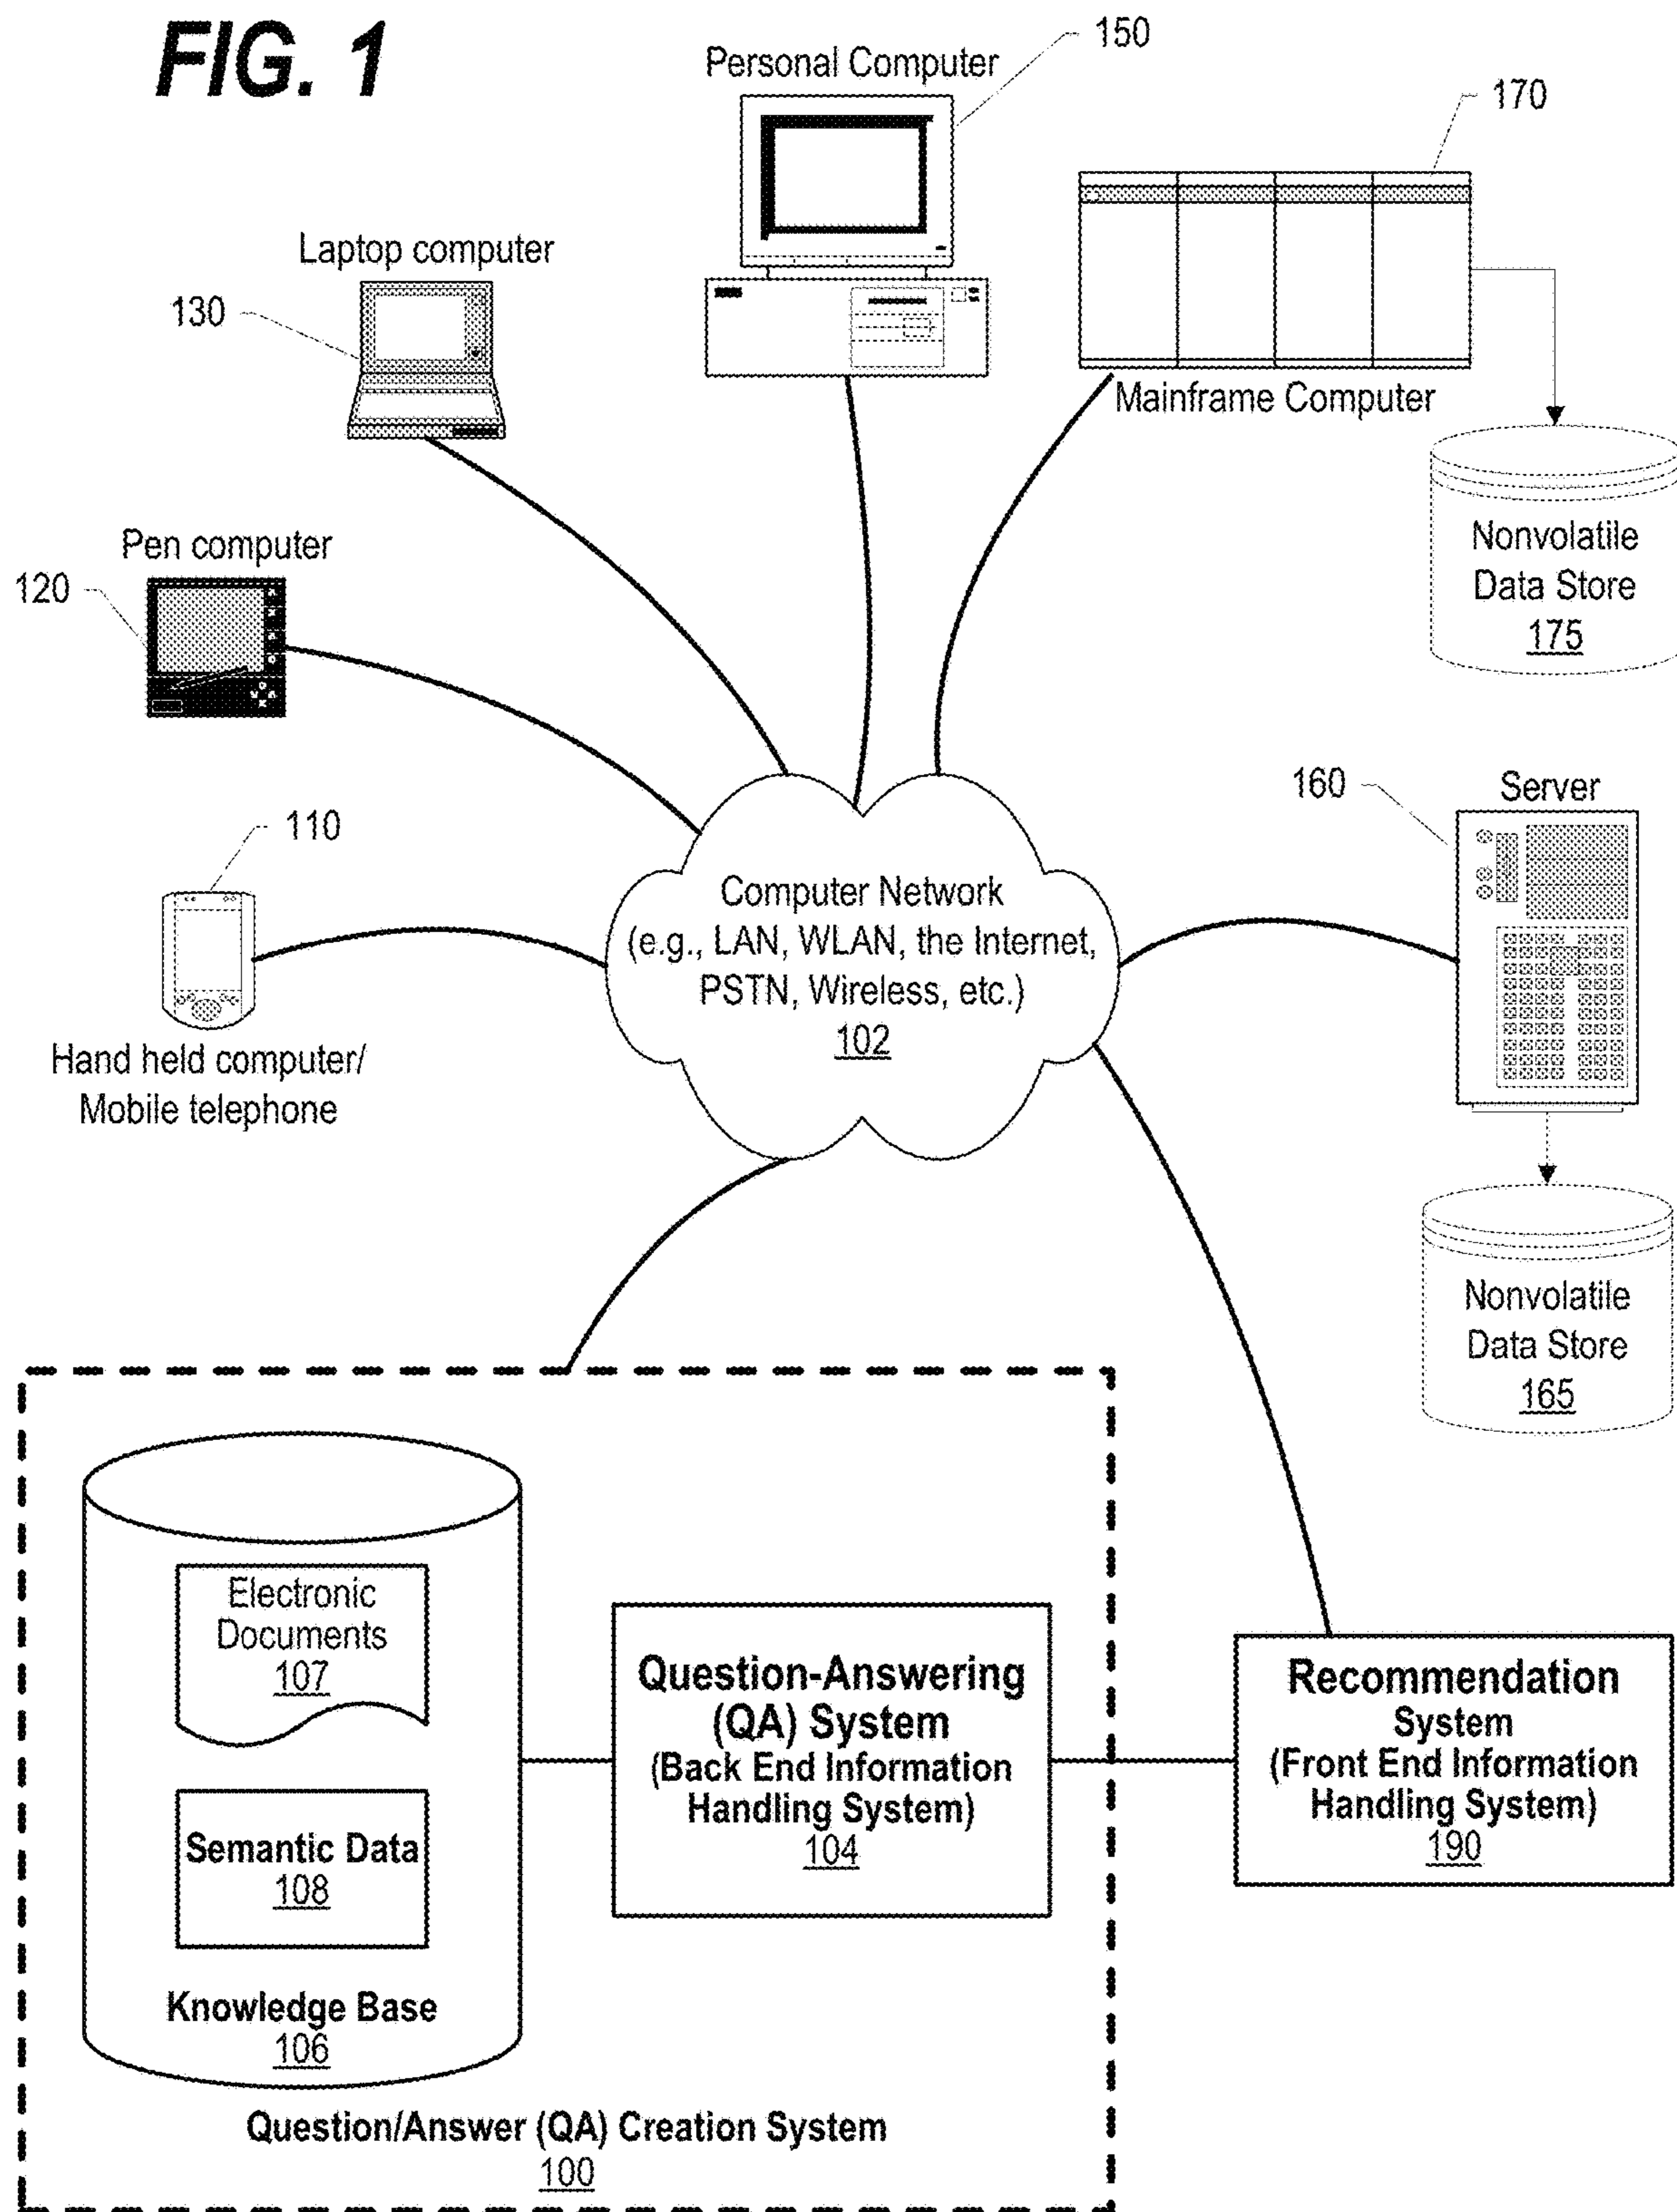 FIG. 1
Personal Computer
150
170
Laptop computer
130
Mainframe Computer
Nonvolatile
Data Store
175
Pen computer
120
160
Server
110
Computer Network
(e.g., LAN, WLAN, the Internet,
PSTN, Wireless, etc.)
102
Hand held computer/
Mobile telephone
Nonvolatile
Data Store
165
Electronic
Documents
107
Semantic Data
108
Knowledge Base
106
Question-Answering
(QA) System
(Back End Information
Handling System)
104
Recommendation
System
(Front End Information
Handling System)
190
Question/Answer (QA) Creation System
100